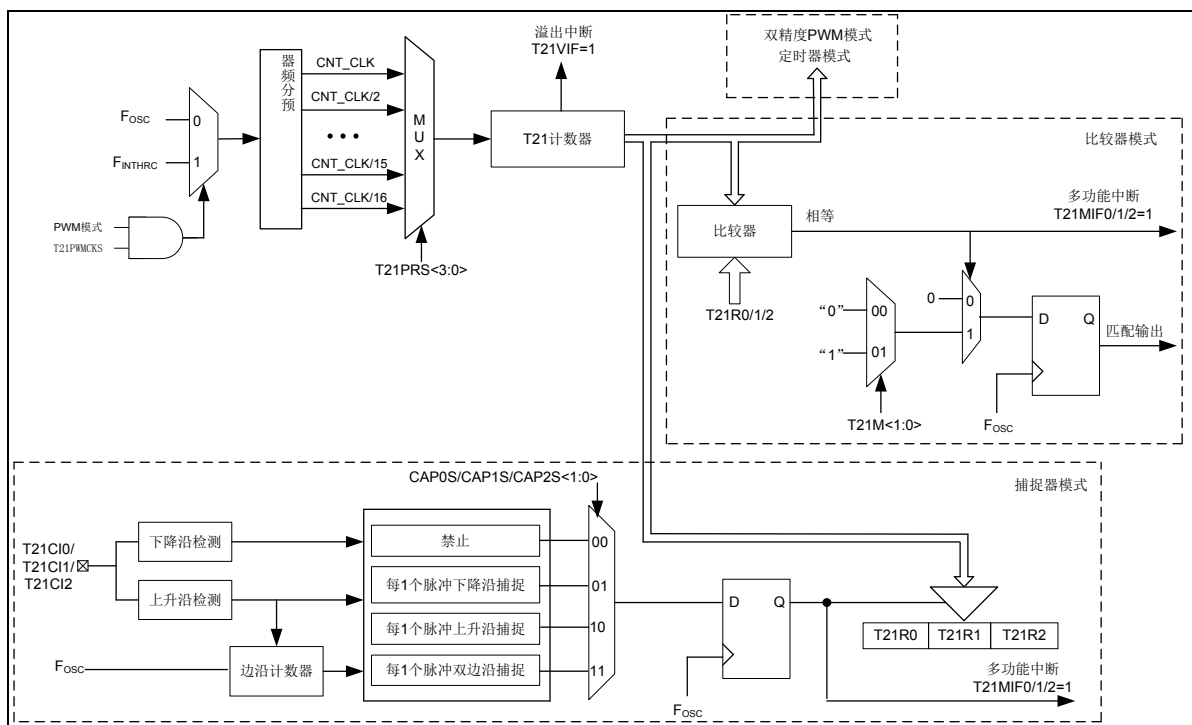 溢出中断
T21VIF=1
双精度PWM模式
定时器模式
器频分预
CNT_CLK
CNT_CLK/2
CNT_CLK/15
CNT_CLK/16
MUX
FOSC
0
FINTHRC
1
PWM模式
T21PWMCKS
T21PRS<3:0>
T21计数器
比较器模式
比较器
相等
多功能中断
T21MIF0/1/2=1
T21R0/1/2
“0”
00
“1”
01
T21M<1:0>
0
0
1
D
Q
匹配输出
FOSC
捕捉器模式
CAP0S/CAP1S/CAP2S<1:0>
T21CI0/
T21CI1/
T21CI2
下降沿检测
上升沿检测
FOSC
边沿计数器
禁止
每1个脉冲下降沿捕捉
每1个脉冲上升沿捕捉
每1个脉冲双边沿捕捉
00
01
10
11
D
Q
FOSC
T21R0
T21R1
T21R2
多功能中断
T21MIF0/1/2=1